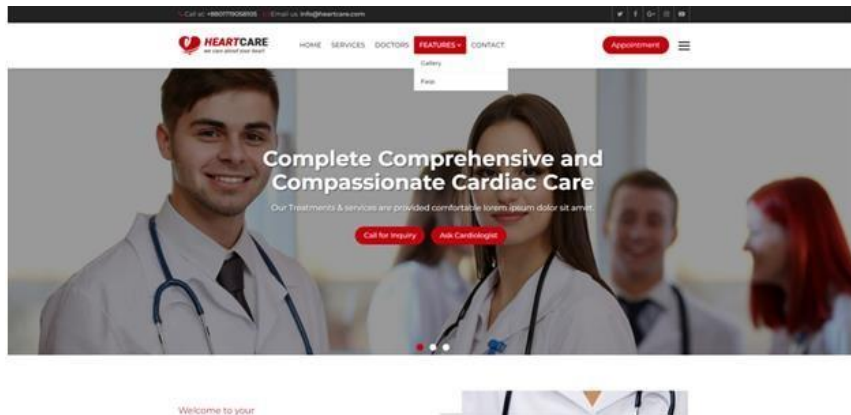 Call at: +8801779058105 Email us: info@heartcare.com
HEARTCARE
we care about your heart
HOME SERVICES DOCTORS FEATURES CONTACT
Appointment
Gallery
Faqs
Complete Comprehensive and
Compassionate Cardiac Care
Our Treatments & services are provided comfortable lorem ipsum dolor sit amet.
Call for Inquiry Ask Cardiologist
Welcome to your